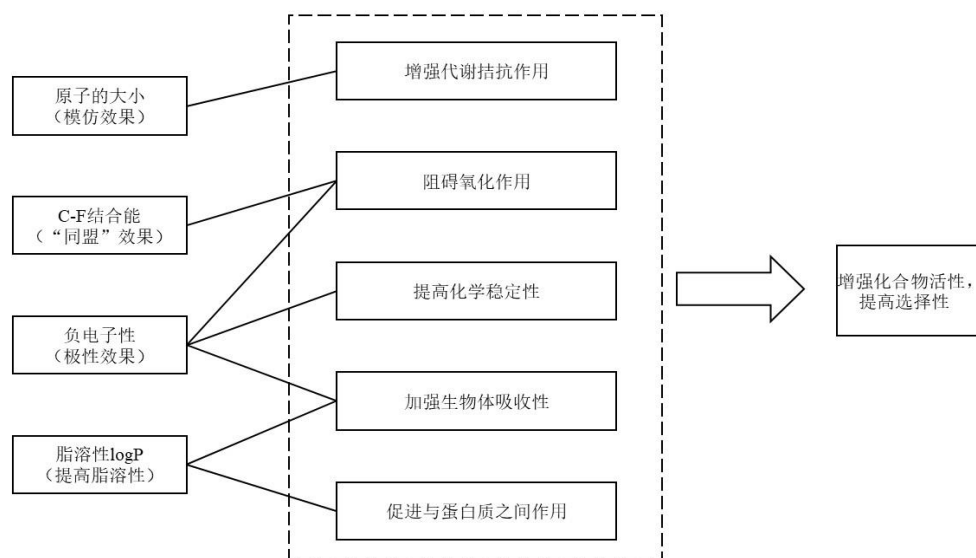 原子的大小
（模仿效果）
C-F结合能
（“同盟”效果）
负电子性
（极性效果）
脂溶性logP
（提高脂溶性）
增强代谢拮抗作用
阻碍氧化作用
提高化学稳定性
加强生物体吸收性
促进与蛋白质之间作用
增强化合物活性，
提高选择性